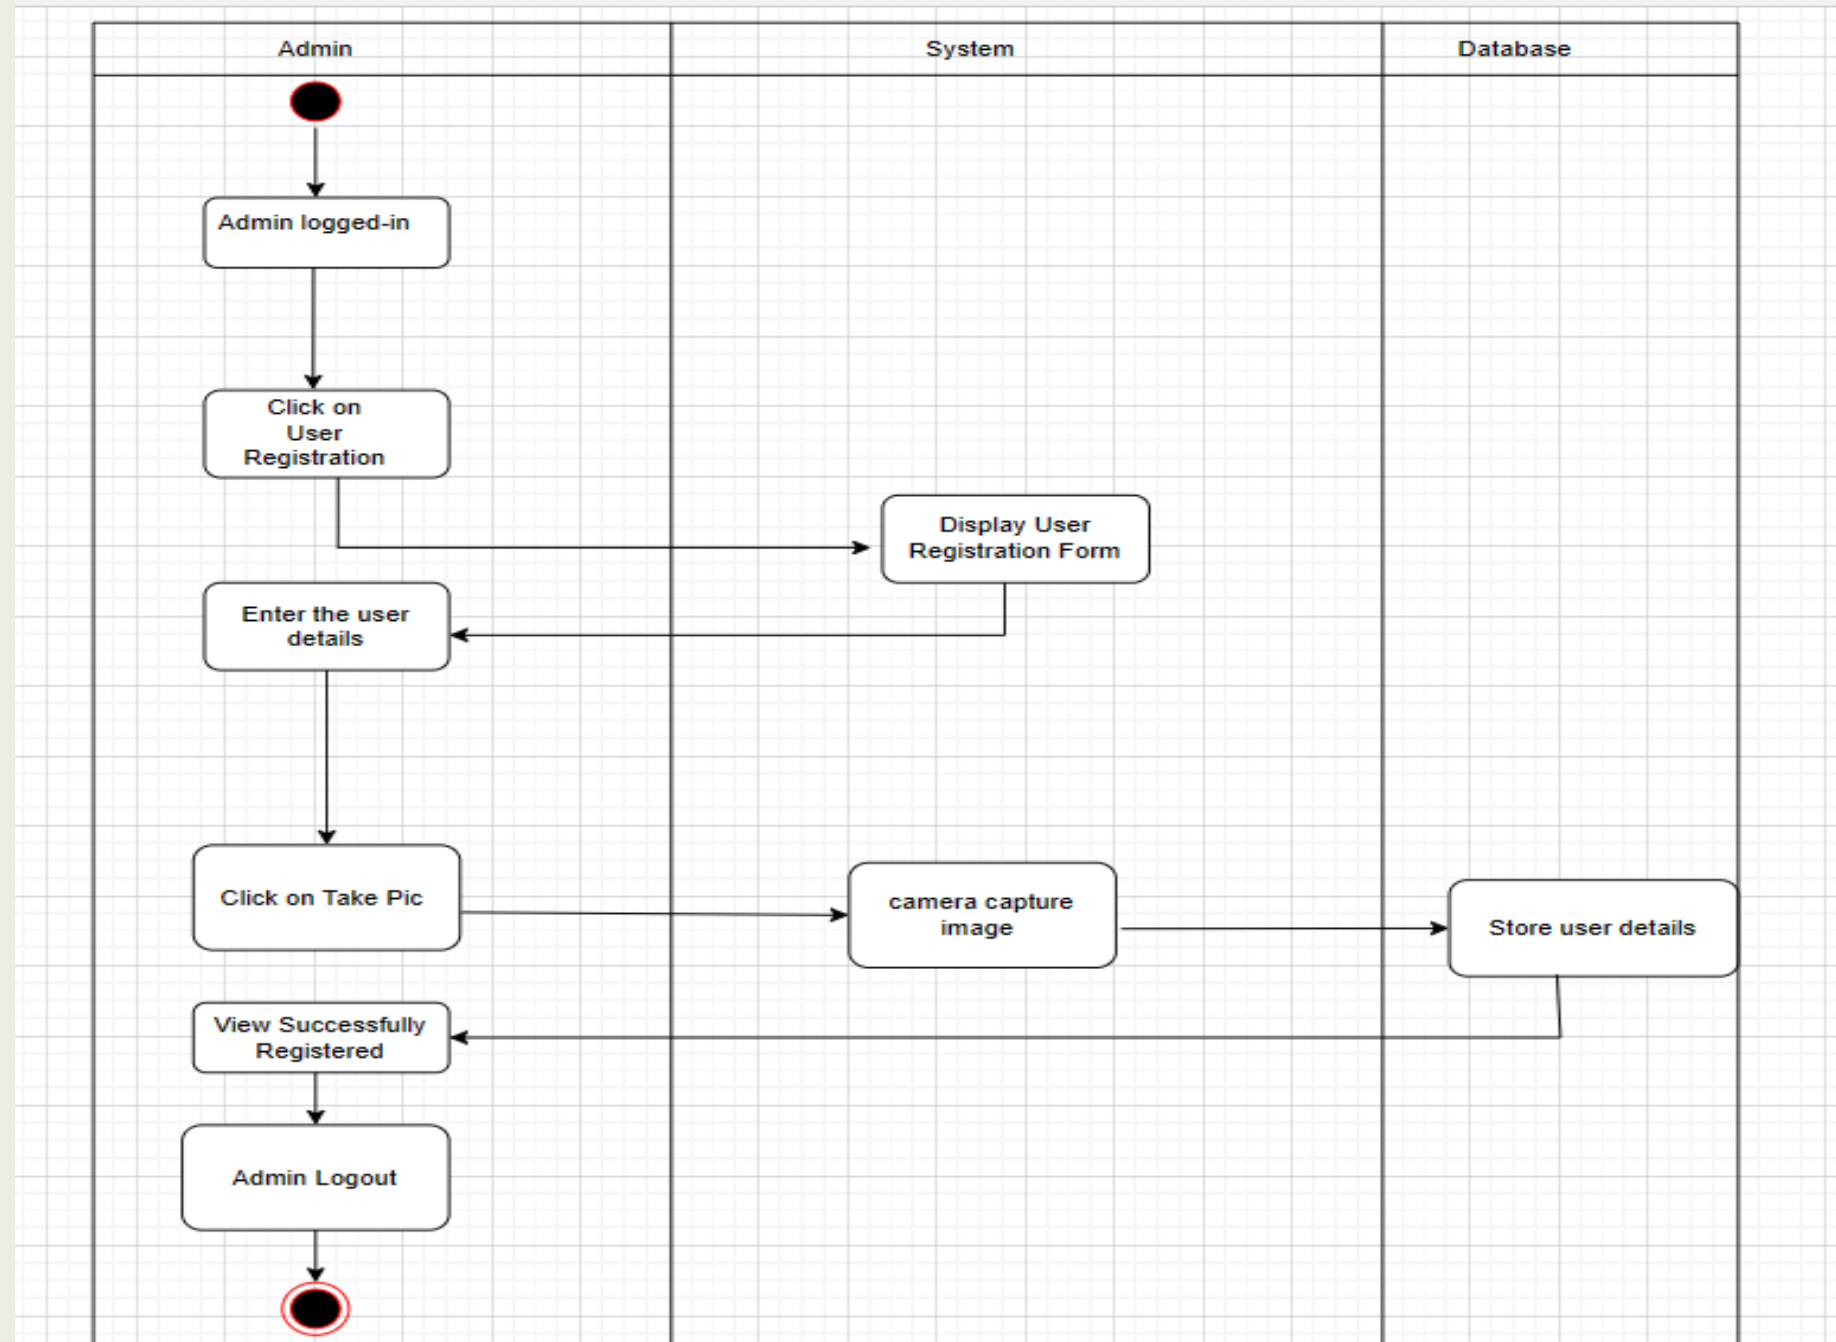 Admin
System
Database
Admin logged-in
Click on
User
Registration
Display User
Registration Form
Enter the user
details
Click on Take Pic
camera capture
image
Store user details
View Successfully
Registered
Admin Logout